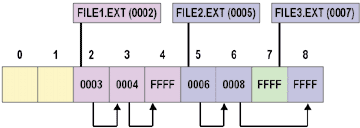 FILE1.EXT (0002) FILE2.EXT (0005) FILE3.EXT (0007)
0 1 2 3 4 5 6 7 8
0003 0004 FFFF 0006 0008 FFFF FFFF